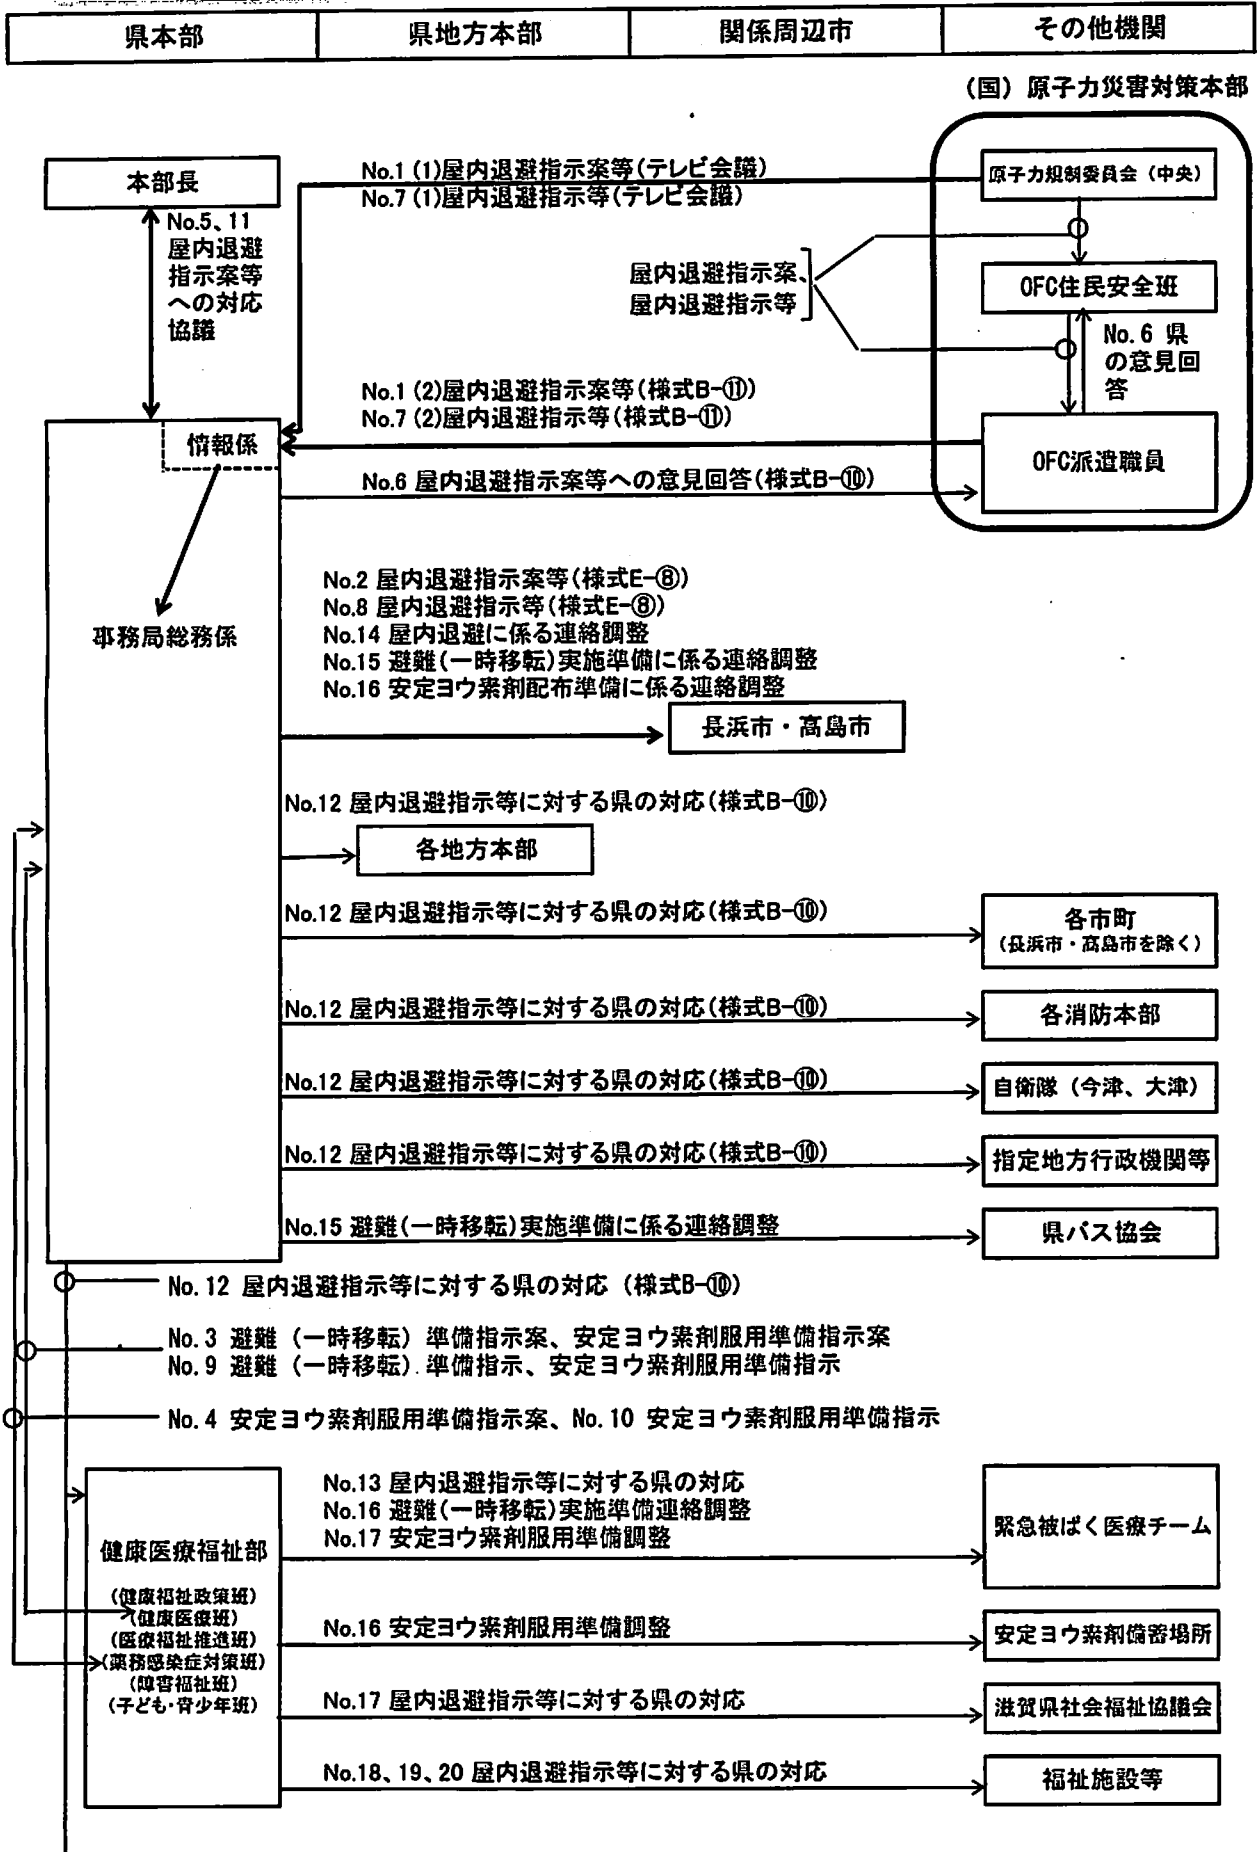 県本部
県地方本部
関係周辺市
その他機関
(国) 原子力災害対策本部
本部長
No.1 (1)屋内退避指示案等(テレビ会議)
No.7 (1)屋内退避指示等(テレビ会議)
原子力規制委員会（中央）
No.5、11
屋内退避
指示案等
への対応
協議
屋内退避指示案、
屋内退避指示等
OFC住民安全班
No.6 県
の意見回
答
No.1 (2)屋内退避指示案等(様式B-⑪)
No.7 (2)屋内退避指示等(様式B-⑪)
情報係
OFC派遣職員
No.6 屋内退避指示案等への意見回答(様式B-⑩)
No.2 屋内退避指示案等(様式E-⑧)
No.8 屋内退避指示等(様式E-⑧)
No.14 屋内退避に係る連絡調整
No.15 避難(一時移転)実施準備に係る連絡調整
No.16 安定ヨウ素剤配布準備に係る連絡調整
事務局総務係
長浜市・高島市
No.12 屋内退避指示等に対する県の対応(様式B-⑩)
各地方本部
No.12 屋内退避指示等に対する県の対応(様式B-⑩)
各市町
(長浜市・高島市を除く)
No.12 屋内退避指示等に対する県の対応(様式B-⑩)
各消防本部
No.12 屋内退避指示等に対する県の対応(様式B-⑩)
自衛隊（今津、大津）
No.12 屋内退避指示等に対する県の対応(様式B-⑩)
指定地方行政機関等
No.15 避難(一時移転)実施準備に係る連絡調整
県バス協会
No.12 屋内退避指示等に対する県の対応（様式B-⑩）
No.3 避難（一時移転）準備指示案、安定ヨウ素剤服用準備指示案
No.9 避難（一時移転）準備指示、安定ヨウ素剤服用準備指示
No.4 安定ヨウ素剤服用準備指示案、No.10 安定ヨウ素剤服用準備指示
No.13 屋内退避指示等に対する県の対応
No.16 避難(一時移転)実施準備連絡調整
No.17 安定ヨウ素剤服用準備調整
緊急被ばく医療チーム
健康医療福祉部
(健康福祉政策班)
(健康医療班)
(医療福祉推進班)
(薬務感染症対策班)
(障害福祉班)
(子ども・青少年班)
No.16 安定ヨウ素剤服用準備調整
安定ヨウ素剤備蓄場所
No.17 屋内退避指示等に対する県の対応
滋賀県社会福祉協議会
No.18、19、20 屋内退避指示等に対する県の対応
福祉施設等